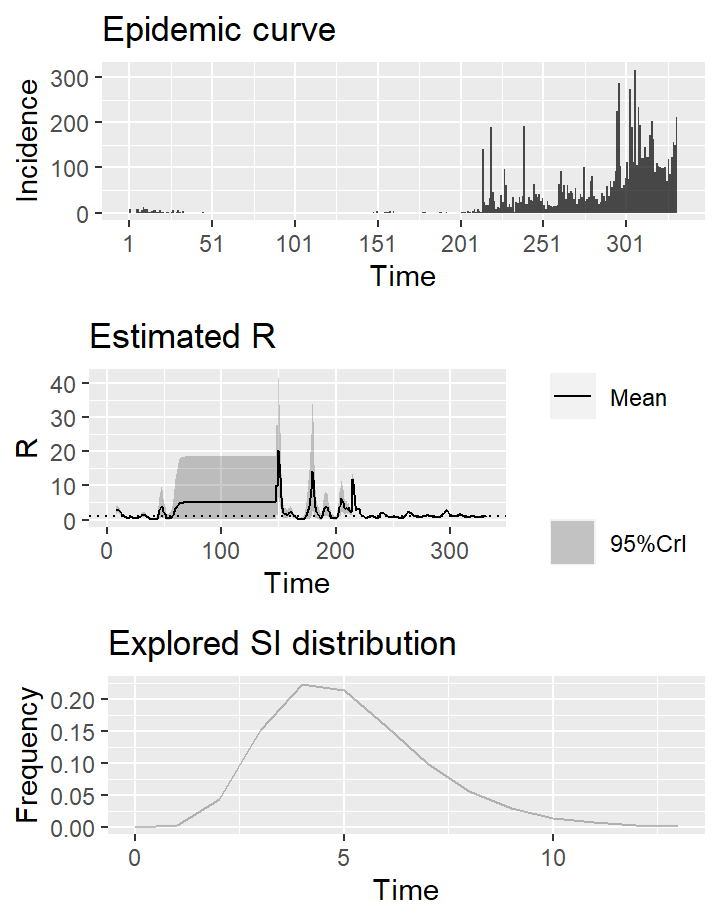 Epidemic curve
Incidence
300
200
100
0
1 51 101 151 201 251 301
Time
Estimated R
R
40
30
20
10
0
0 100 200 300
Time
Mean
95%CrI
Explored SI distribution
Frequency
0.20
0.15
0.10
0.05
0.00
0 5 10
Time